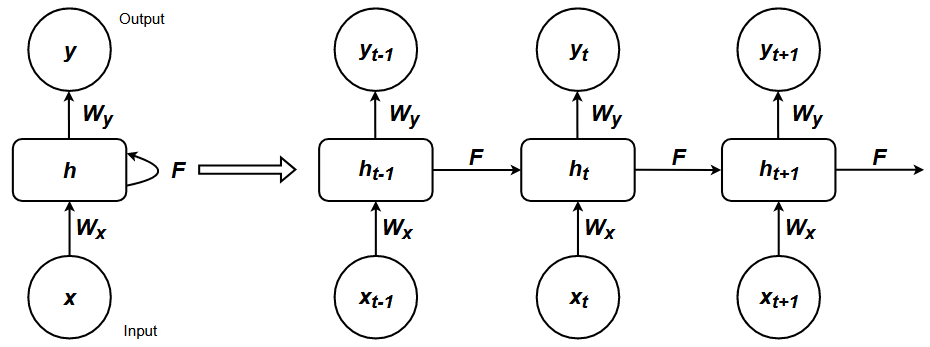 Output
y
y_{t-1}
y_t
y_{t+1}
W_y
W_y
W_y
W_y
h
F
h_{t-1}
F
h_t
F
h_{t+1}
F
W_x
W_x
W_x
W_x
x
x_{t-1}
x_t
x_{t+1}
Input